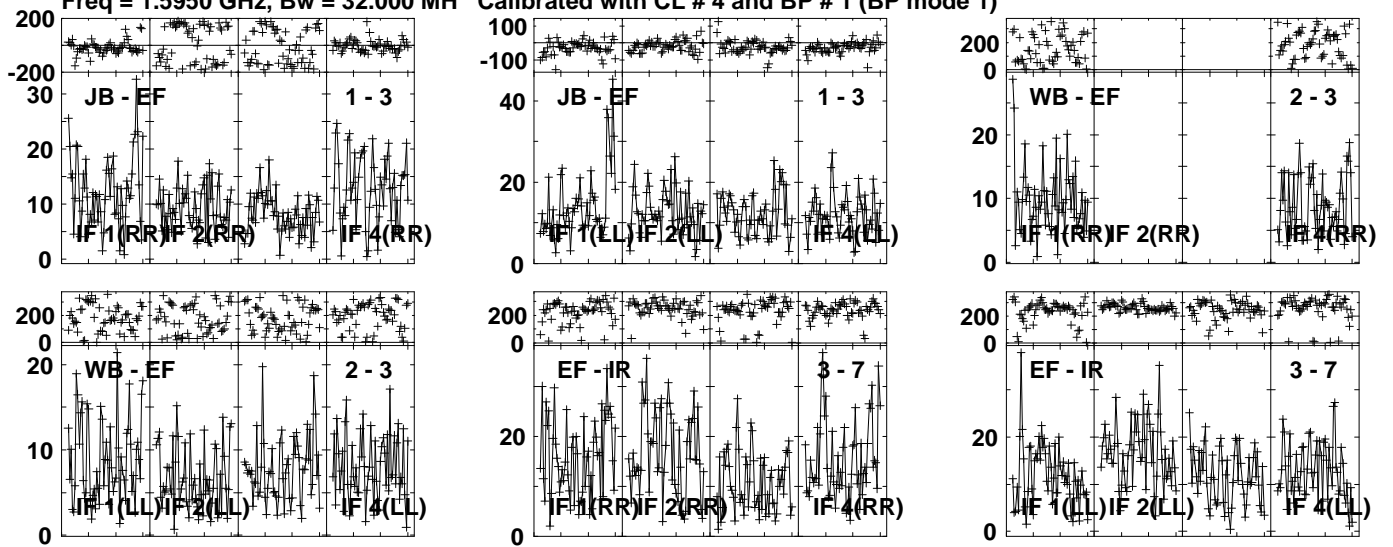 Freq = 1.5950 GHz, Bw = 32.000 MH Calibrated with CL # 4 and BP # 1 (BP mode 1)
200
-200
30
20
10
0
JB - EF 1 - 3
IF 1(RR) IF 2(RR) IF 4(RR)
100
-100
40
20
0
JB - EF 1 - 3
IF 1(LL) IF 2(LL) IF 4(LL)
200
0
20
10
0
WB - EF 2 - 3
IF 1(RR) IF 2(RR) IF 4(RR)
200
0
20
10
0
WB - EF 2 - 3
IF 1(LL) IF 2(LL) IF 4(LL)
200
0
20
0
EF - IR 3 - 7
IF 1(RR) IF 2(RR) IF 4(RR)
200
0
20
0
EF - IR 3 - 7
IF 1(LL) IF 2(LL) IF 4(LL)